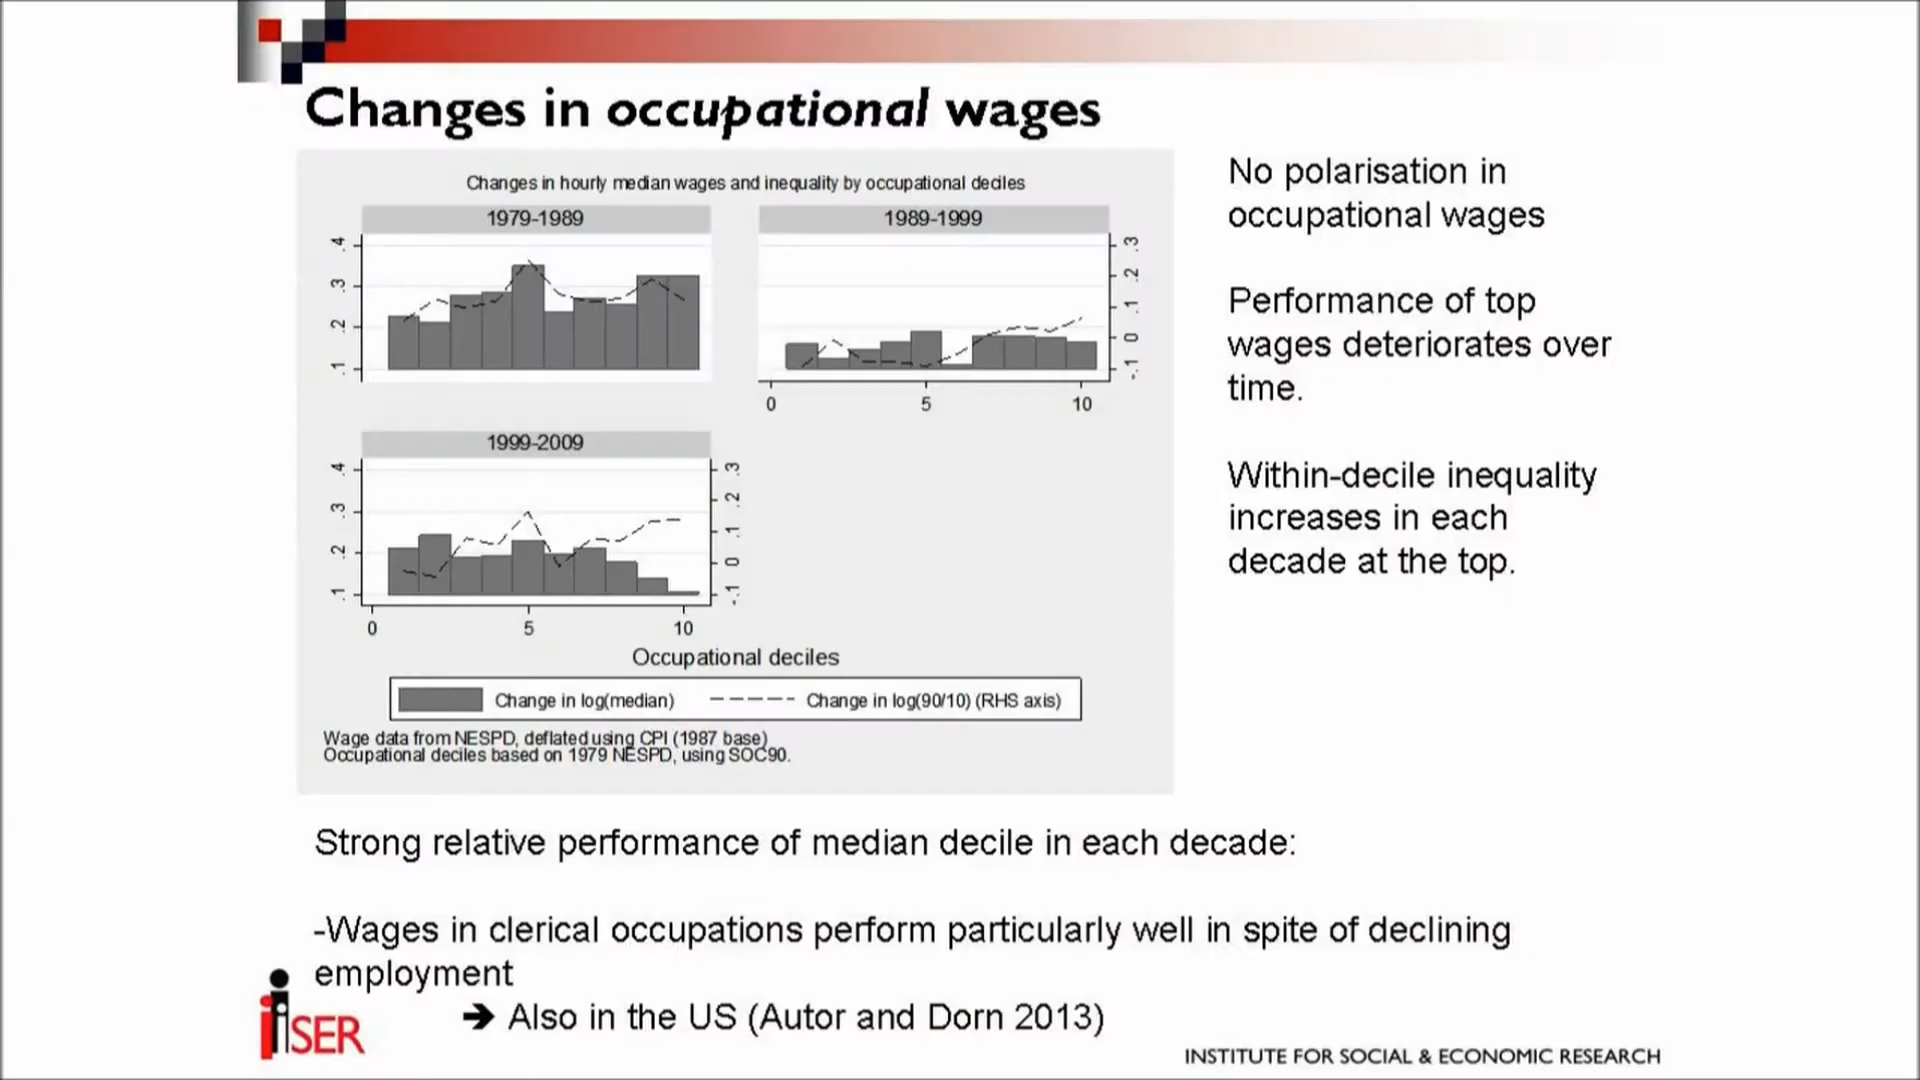 Changes in occupational wages
Changes in hourly median wages and inequality by occupational deciles
1979-1989
1989-1999
.4
.3
.2
.1
.3
.2
.1
0
-.1
0
5
10
1999-2009
.4
.3
.2
.1
.3
.2
.1
0
-.1
0
5
10
Occupational deciles
Change in log(median)
Change in log(90/10) (RHS axis)
Wage data from NESPD, deflated using CPI (1987 base)
Occupational deciles based on 1979 NESPD, using SOC90.
No polarisation in
occupational wages
Performance of top
wages deteriorates over
time.
Within-decile inequality
increases in each
decade at the top.
Strong relative performance of median decile in each decade:
-Wages in clerical occupations perform particularly well in spite of declining
employment
➔ Also in the US (Autor and Dorn 2013)
iiSER
INSTITUTE FOR SOCIAL & ECONOMIC RESEARCH